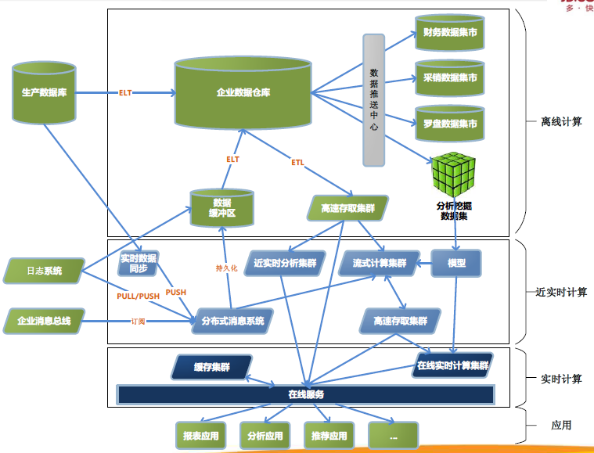 多·快
财务数据集市
生产数据库
ELT
企业数据仓库
数据推送中心
采销数据集市
罗盘数据集市
离线计算
ELT
ETL
分析挖掘
数据集
数据
缓冲区
高速存取集群
日志系统
实时数据
同步
持久化
近实时分析集群
流式计算集群
模型
近实时计算
PULL/PUSH
PUSH
企业消息总线
订阅
分布式消息系统
高速存取集群
缓存集群
在线实时计算集群
实时计算
在线服务
应用
报表应用
分析应用
推荐应用
...